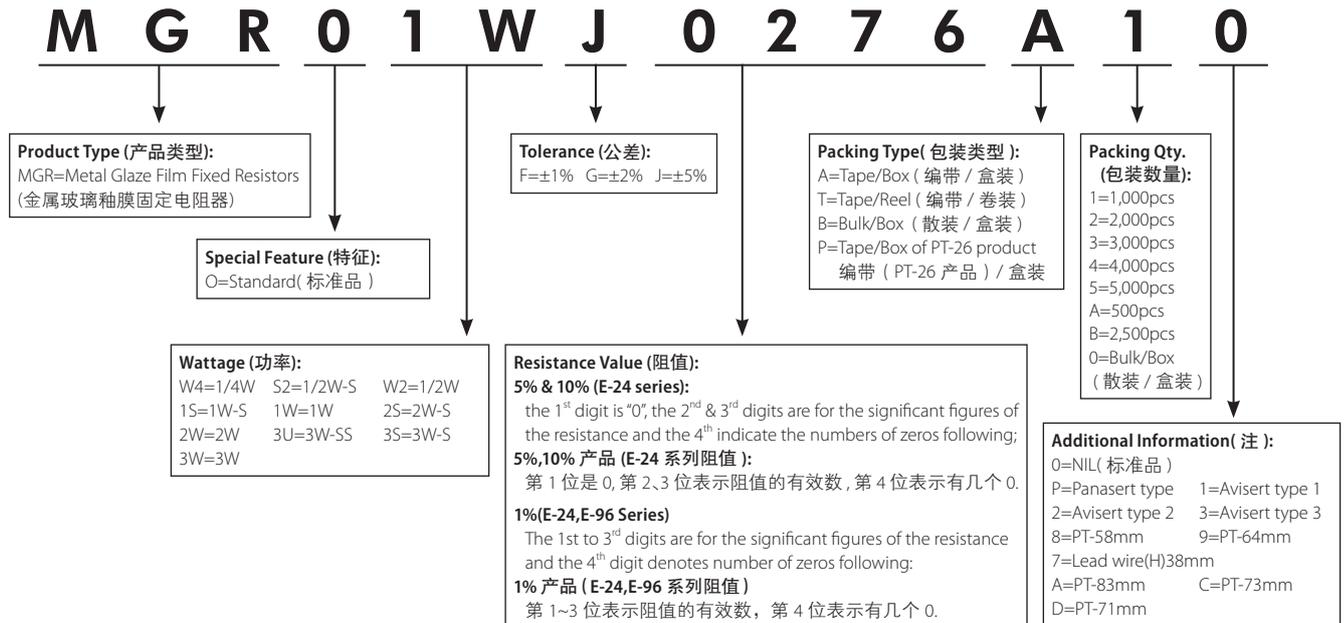 M G R 0 1 W J 0 2 7 6 A 1 0
Product Type (产品类型):
MGR=Metal Glaze Film Fixed Resistors
(金属玻璃釉膜固定电阻器)
Special Feature (特征):
O=Standard( 标准品 )
Wattage (功率):
W4=1/4W S2=1/2W-S W2=1/2W
1S=1W-S 1W=1W 2S=2W-S
2W=2W 3U=3W-SS 3S=3W-S
3W=3W
Tolerance (公差):
F=±1% G=±2% J=±5%
Resistance Value (阻值):
5% & 10% (E-24 series):
the 1st digit is “0”, the 2nd & 3rd digits are for the significant figures of
the resistance and the 4th indicate the numbers of zeros following;
5%,10% 产品 (E-24 系列阻值 ):
第 1 位是 0, 第 2、3 位表示阻值的有效数 , 第 4 位表示有几个 0.
1%(E-24,E-96 Series)
The 1st to 3rd digits are for the significant figures of the resistance
and the 4th digit denotes number of zeros following:
1% 产品 ( E-24,E-96 系列阻值 )
第 1~3 位表示阻值的有效数，第 4 位表示有几个 0.
Packing Type( 包装类型 ):
A=Tape/Box ( 编带 / 盒装 )
T=Tape/Reel ( 编带 / 卷装 )
B=Bulk/Box ( 散装 / 盒装 )
P=Tape/Box of PT-26 product
编带 ( PT-26 产品 ) / 盒装
Packing Qty.
(包装数量):
1=1,000pcs
2=2,000pcs
3=3,000pcs
4=4,000pcs
5=5,000pcs
A=500pcs
B=2,500pcs
0=Bulk/Box
( 散装 / 盒装 )
Additional Information( 注 ):
0=NIL( 标准品 )
P=Panasert type 1=Avisert type 1
2=Avisert type 2 3=Avisert type 3
8=PT-58mm 9=PT-64mm
7=Lead wire(H)38mm
A=PT-83mm C=PT-73mm
D=PT-71mm